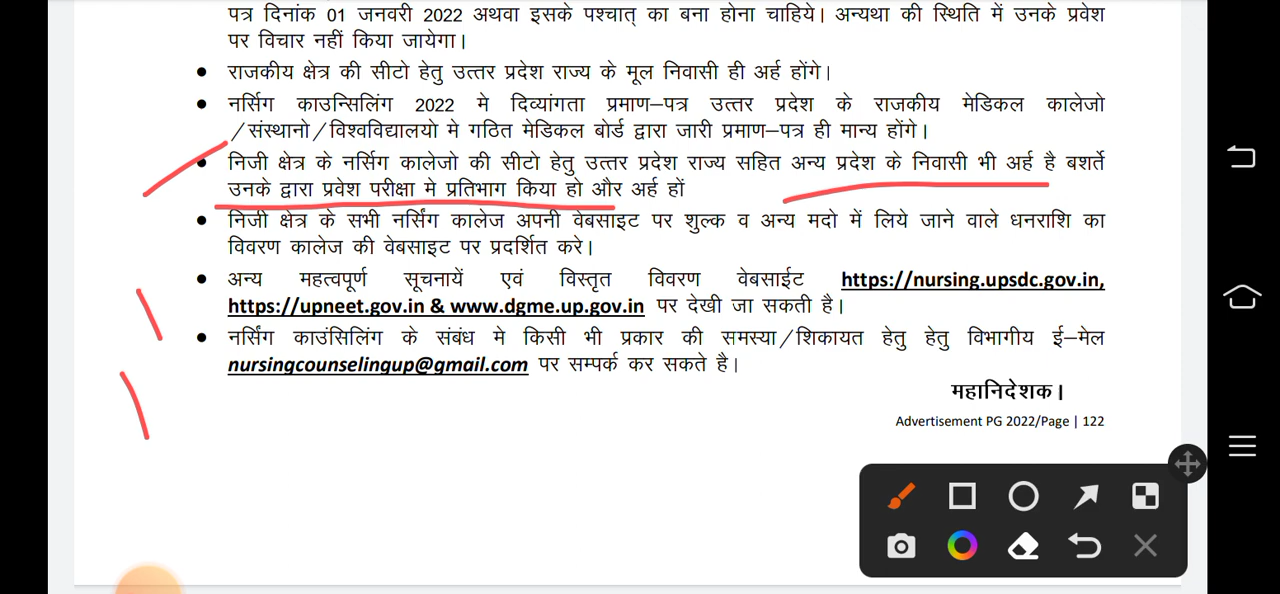 पत्र दिनांक 01 जनवरी 2022 अथवा इसके पश्चात् का बना होना चाहिये। अन्यथा की स्थिति में उनके प्रवेश
पर विचार नहीं किया जायेगा।
• राजकीय क्षेत्र की सीटो हेतु उत्तर प्रदेश राज्य के मूल निवासी ही अर्ह होंगे।
• नर्सिग काउन्सिलिंग 2022 मे दिव्यांगता प्रमाण–पत्र उत्तर प्रदेश के राजकीय मेडिकल कालेजो
/संस्थानो/विश्वविद्यालयो मे गठित मेडिकल बोर्ड द्वारा जारी प्रमाण–पत्र ही मान्य होंगे।
• निजी क्षेत्र के नर्सिग कालेजो की सीटो हेतु उत्तर प्रदेश राज्य सहित अन्य प्रदेश के निवासी भी अर्ह है बशर्ते
उनके द्वारा प्रवेश परीक्षा मे प्रतिभाग किया हो और अर्ह हों
• निजी क्षेत्र के सभी नर्सिंग कालेज अपनी वेबसाइट पर शुल्क व अन्य मदो में लिये जाने वाले धनराशि का
विवरण कालेज की वेबसाइट पर प्रदर्शित करे।
• अन्य महत्वपूर्ण सूचनायें एवं विस्तृत विवरण वेबसाईट https://nursing.upsdc.gov.in,
https://upneet.gov.in & www.dgme.up.gov.in पर देखी जा सकती है।
• नर्सिंग काउंसिलिंग के संबंध मे किसी भी प्रकार की समस्या/शिकायत हेतु हेतु विभागीय ई–मेल
nursingcounselingup@gmail.com पर सम्पर्क कर सकते है।
महानिदेशक।
Advertisement PG 2022/Page | 122